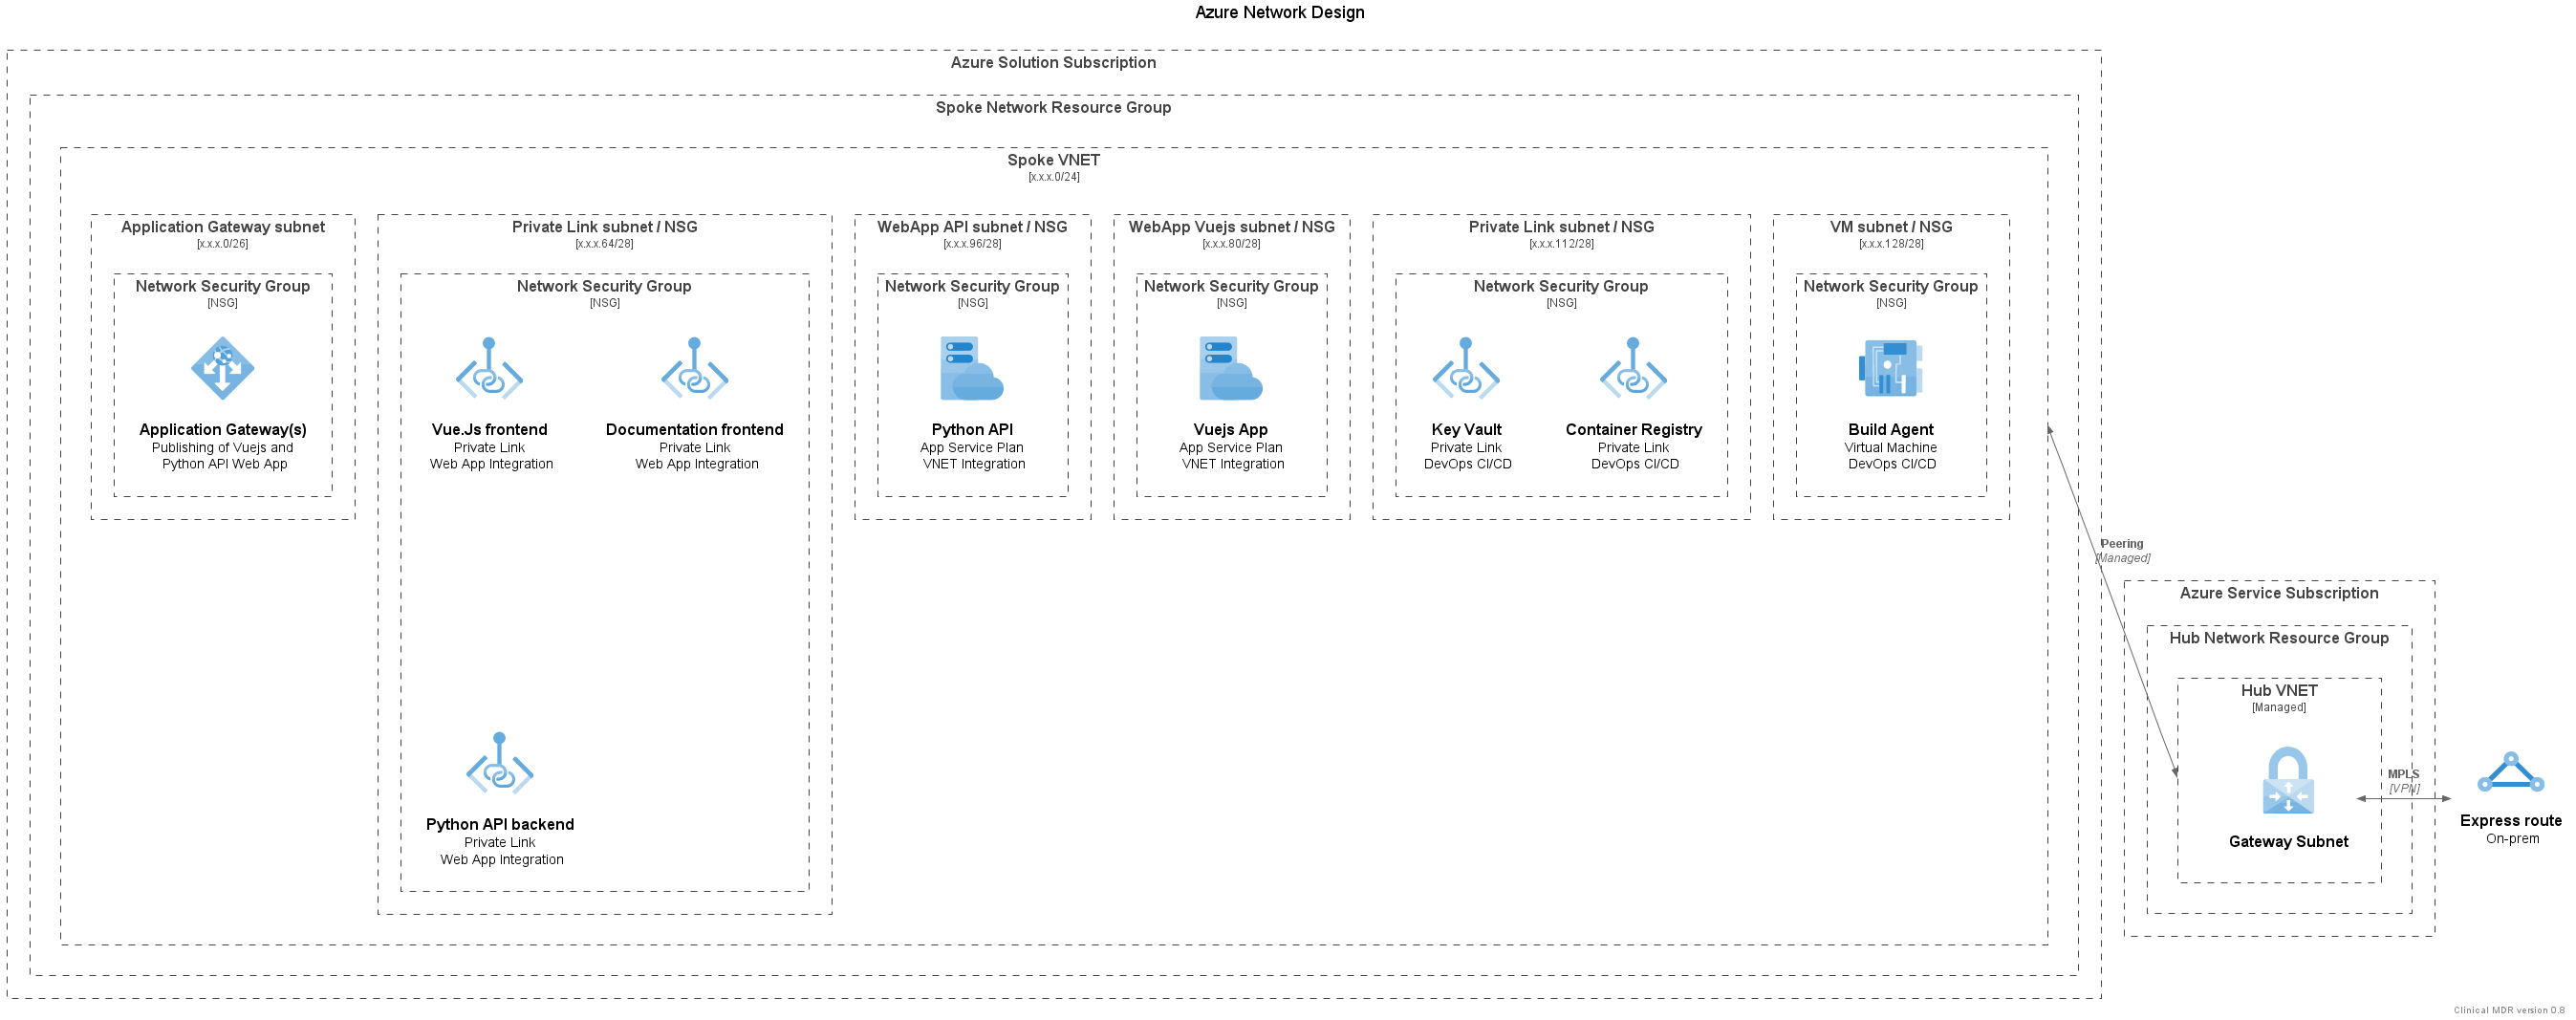 Azure Network Design
Azure Solution Subscription
Spoke Network Resource Group
Spoke VNET
[x.x.x.0/24]
Application Gateway subnet
[x.x.x.0/26]
Network Security Group
[NSG]
Application Gateway(s)
Publishing of Vuejs and
Python API Web App
Private Link subnet / NSG
[x.x.x.64/28]
Network Security Group
[NSG]
Vue.Js frontend
Private Link
Web App Integration
Documentation frontend
Private Link
Web App Integration
Python API backend
Private Link
Web App Integration
WebApp API subnet / NSG
[x.x.x.96/28]
Network Security Group
[NSG]
Python API
App Service Plan
VNET Integration
WebApp Vuejs subnet / NSG
[x.x.x.80/28]
Network Security Group
[NSG]
Vuejs App
App Service Plan
VNET Integration
Private Link subnet / NSG
[x.x.x.112/28]
Network Security Group
[NSG]
Key Vault
Private Link
DevOps CI/CD
Container Registry
Private Link
DevOps CI/CD
VM subnet / NSG
[x.x.x.128/28]
Network Security Group
[NSG]
Build Agent
Virtual Machine
DevOps CI/CD
Peering
[Managed]
Azure Service Subscription
Hub Network Resource Group
Hub VNET
[Managed]
Gateway Subnet
MPLS
[VPN]
Express route
On-prem
Clinical MDR version 0.8